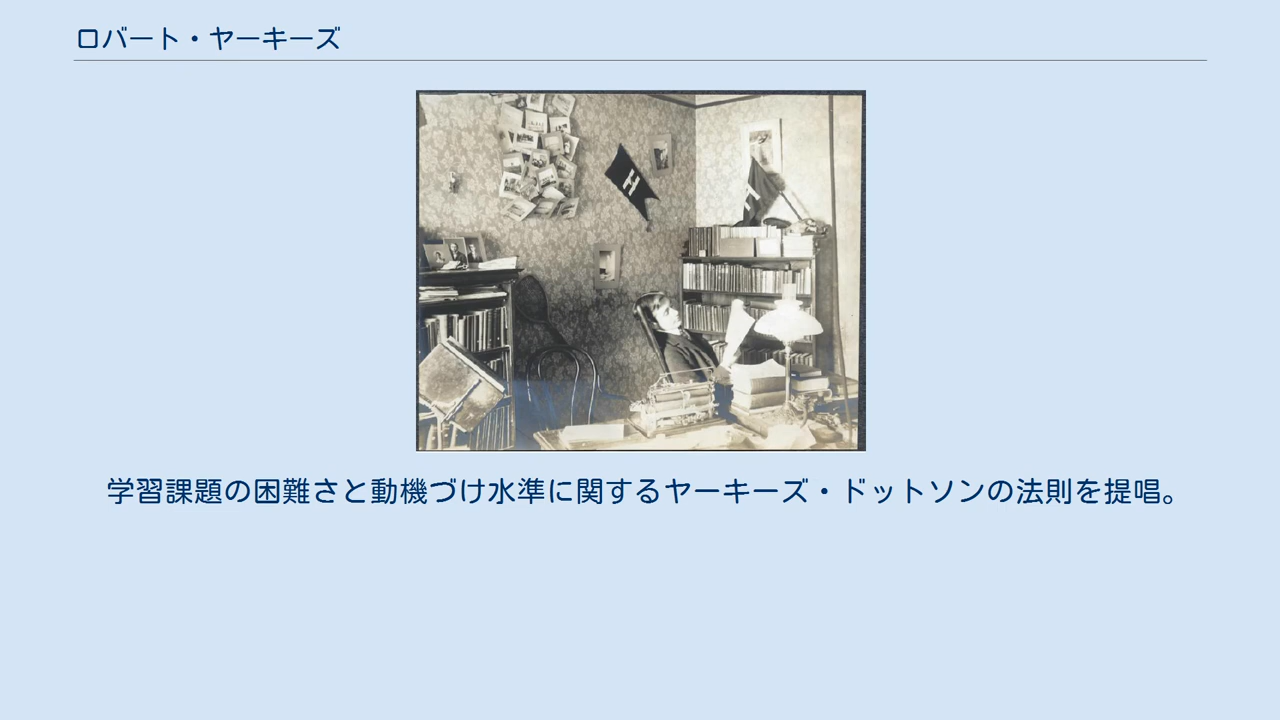 ロバート・ヤーキーズ
H
学習課題の困難さと動機づけ水準に関するヤーキーズ・ドットソンの法則を提唱。